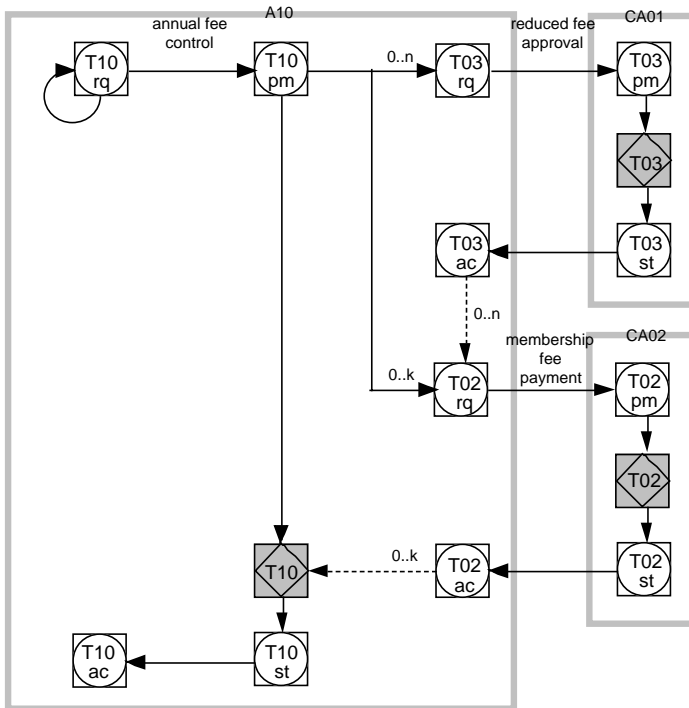 A10
CA01
annual fee
control
reduced fee
approval
T10
rq
T10
pm
0..n
T03
rq
T03
pm
T03
T03
ac
T03
st
0..n
membership
fee
payment
CA02
0..k
T02
rq
T02
pm
T02
0..k
T10
T02
ac
T02
st
T10
ac
T10
st